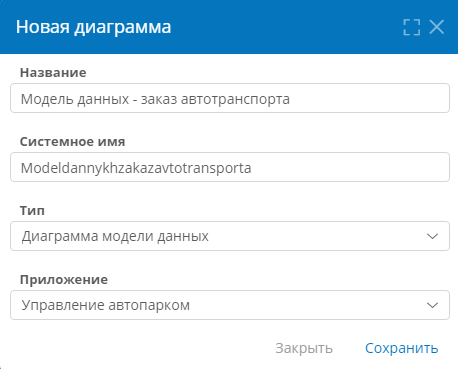 Новая диаграмма
Название
Модель данных - заказ автотранспорта
Системное имя
Modeldannykhzakazavtotransporta
Тип
Диаграмма модели данных
Приложение
Управление автопарком
Закрыть Сохранить